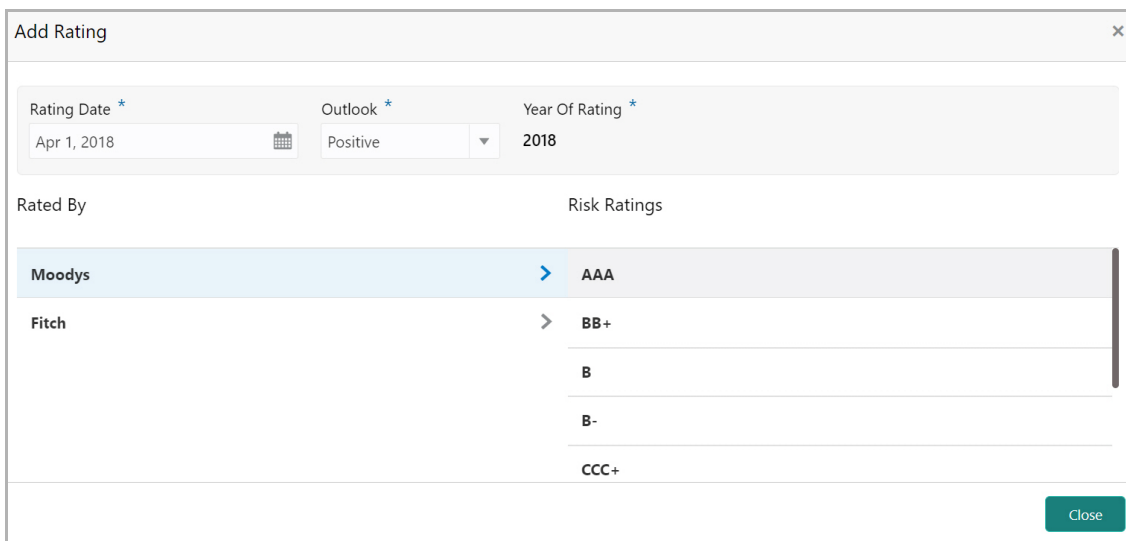 Add Rating ×
Rating Date * Outlook * Year Of Rating *
Apr 1, 2018 Positive 2018
Rated By Risk Ratings
Moodys AAA
Fitch BB+
B
B-
CCC+
Close